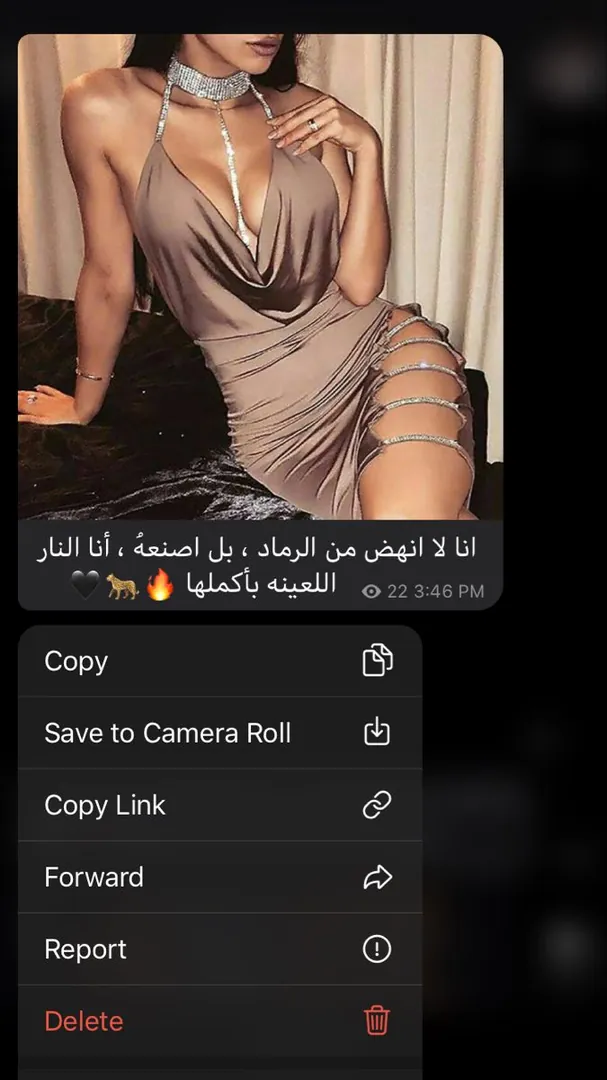 انا لا انهض من الرماد ، بل اصنعهُ ، أنا النار
اللعينه بأكملها 🔥🐆🖤
22 3:46 PM
Copy
Save to Camera Roll
Copy Link
Forward
Report
Delete